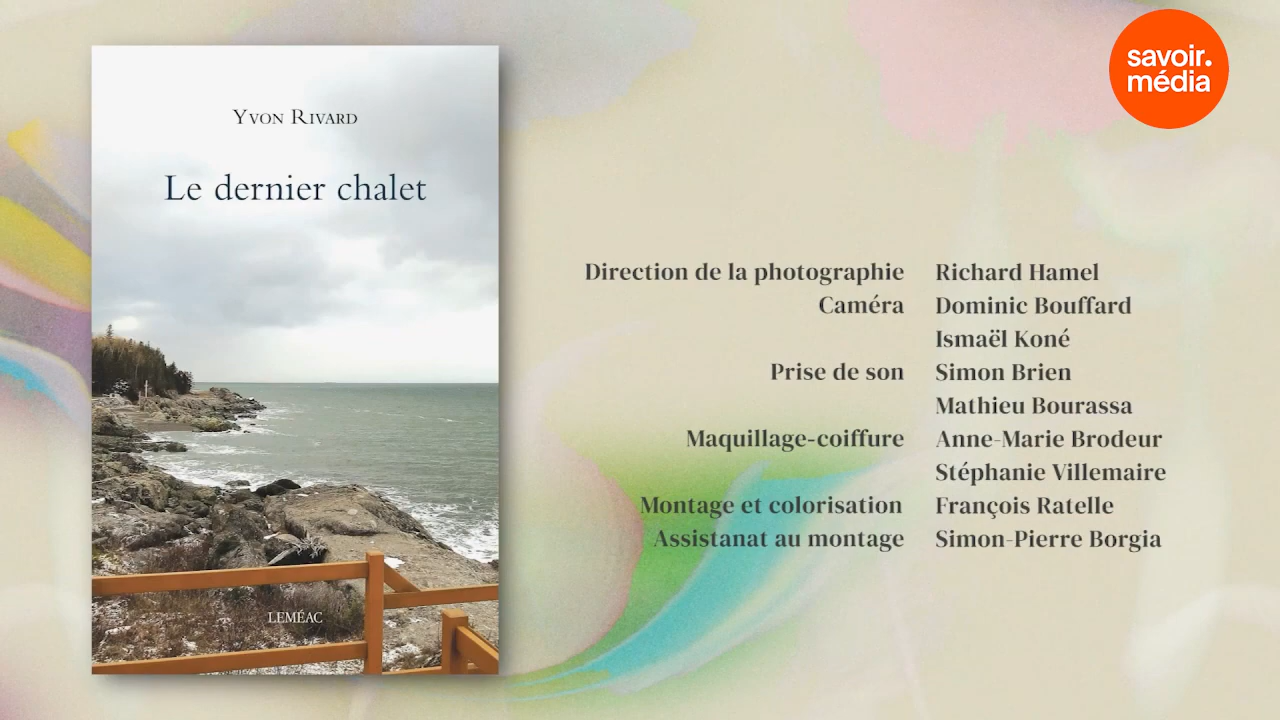 savoir.
média
Yvon Rivard
Le dernier chalet
LEMÉAC
Direction de la photographie Richard Hamel
Caméra Dominic Bouffard
Ismaël Koné
Prise de son Simon Brien
Mathieu Bourassa
Maquillage-coiffure Anne-Marie Brodeur
Stéphanie Villemaire
Montage et colorisation François Ratelle
Assistanat au montage Simon-Pierre Borgia